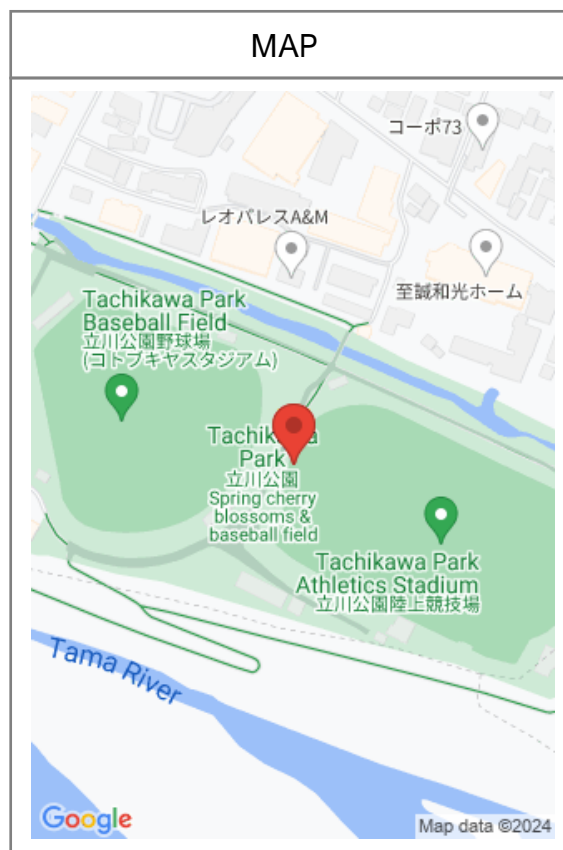 MAP
コーポ73
レオパレスA&M
至誠和光ホーム
Tachikawa Park
Baseball Field
立川公園野球場
(コトブキヤスタジアム)
Tachikawa
Park
立川公園
Spring cherry
blossoms &
baseball field
Tachikawa Park
Athletics Stadium
立川公園陸上競技場
Tama River
Google
Map data ©2024